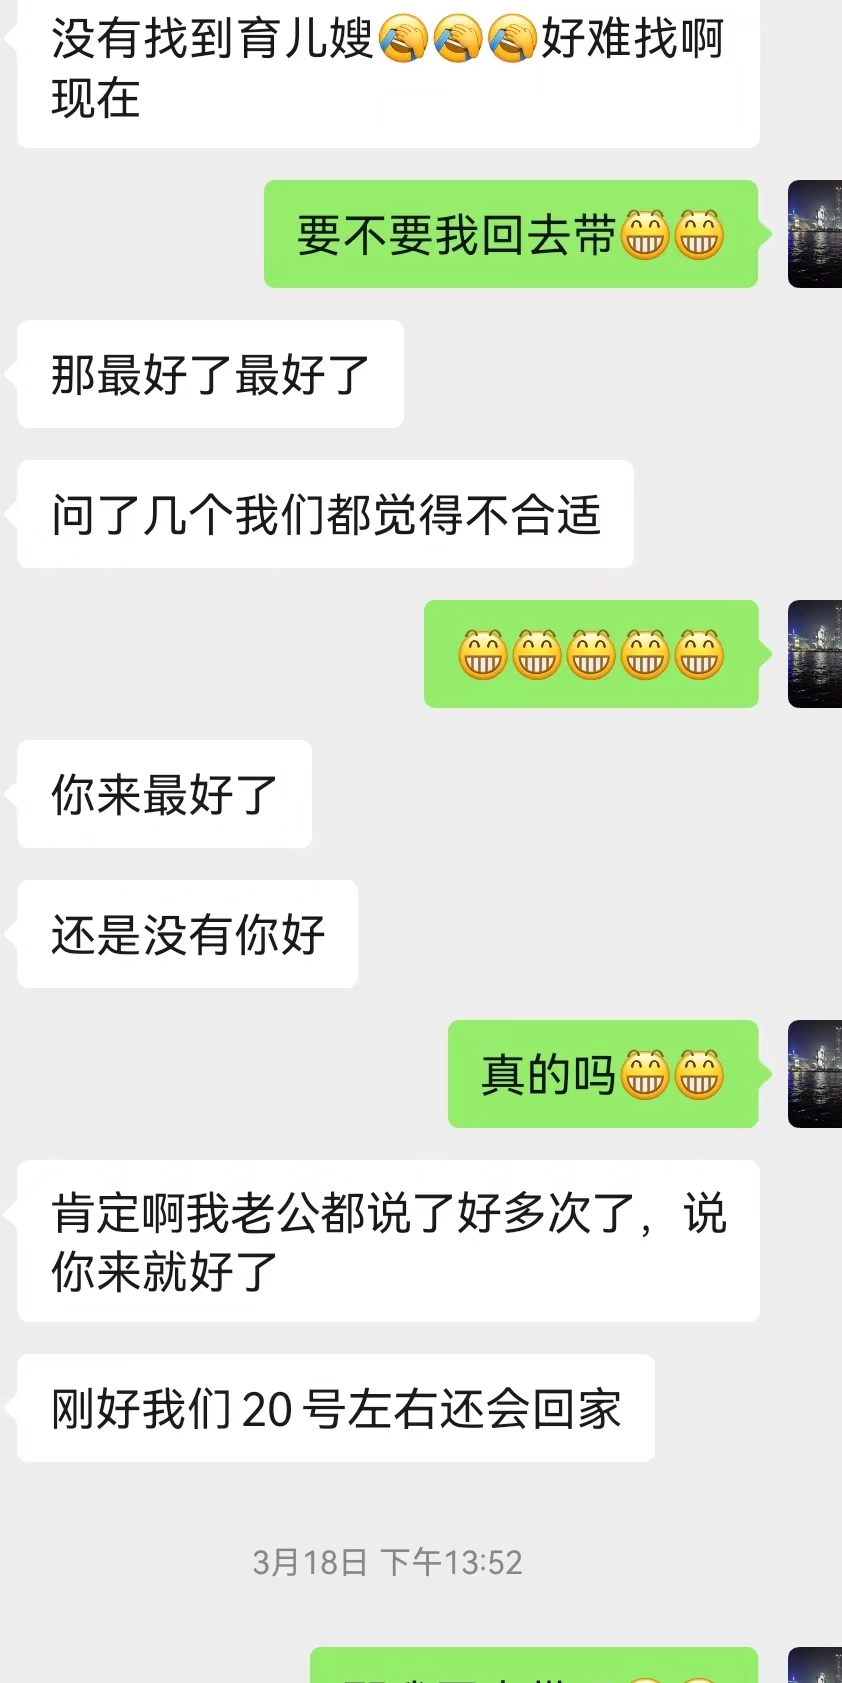 没有找到育儿嫂🤦🤦🤦好难找啊
现在
要不要我回去带😁😁
那最好了最好了
问了几个我们都觉得不合适
😁😁😁😁😁
你来最好了
还是没有你好
真的吗😁😁
肯定啊我老公都说了好多次了，说
你来就好了
刚好我们20号左右还会回家
3月18日 下午13:52